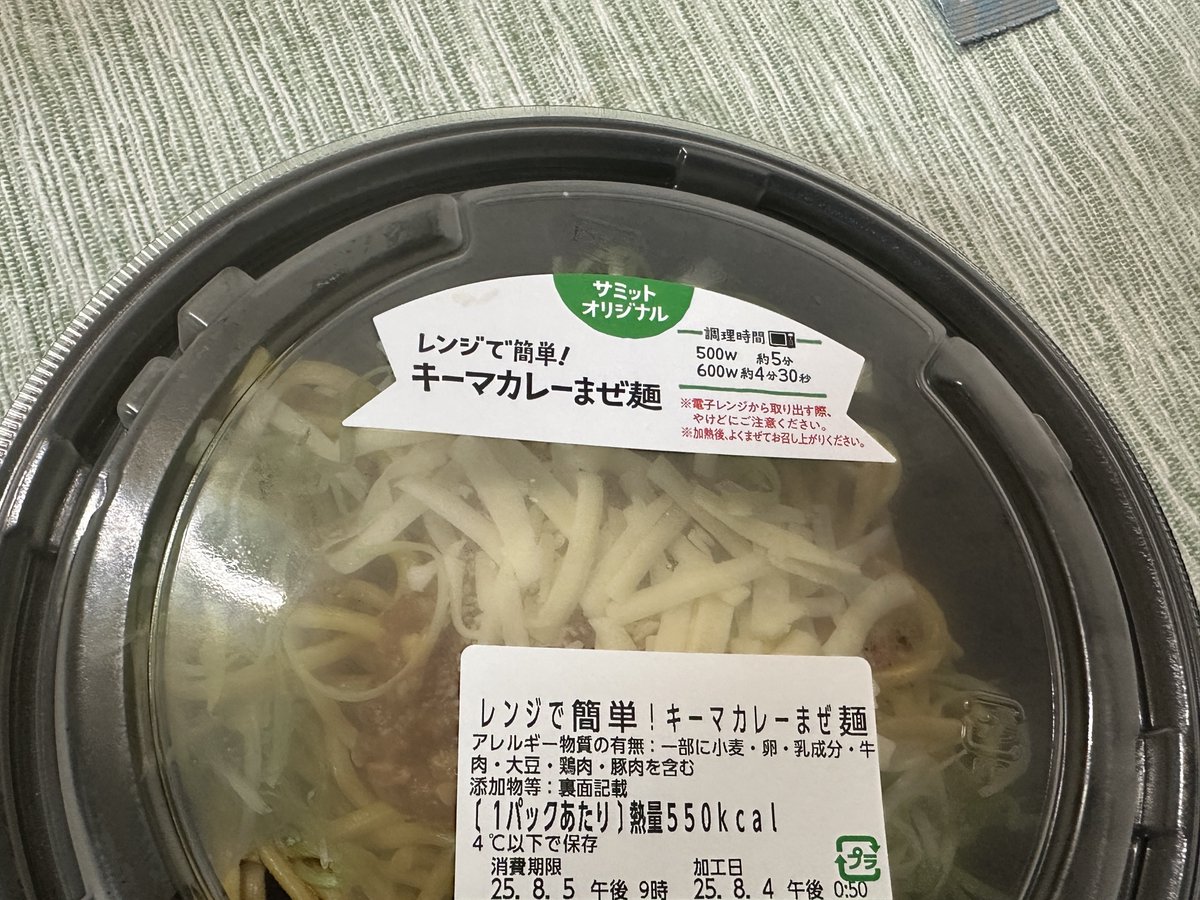 サミット
オリジナル
レンジで簡単!
キーマカレーまぜ麺
調理時間
500W 約5分
600W 約4分30秒
※電子レンジから取り出す際、
やけどにご注意ください。
※加熱後、よくまぜてお召し上がりください。
レンジで簡単!キーマカレーまぜ麺
アレルギー物質の有無:一部に小麦・卵・乳成分・牛
肉・大豆・鶏肉・豚肉を含む
添加物等:裏面記載
[1パックあたり]熱量550kcal
4℃以下で保存
消費期限 加工日
25.8.5 午後 9時 25.8.4 午後 0:50
プラ